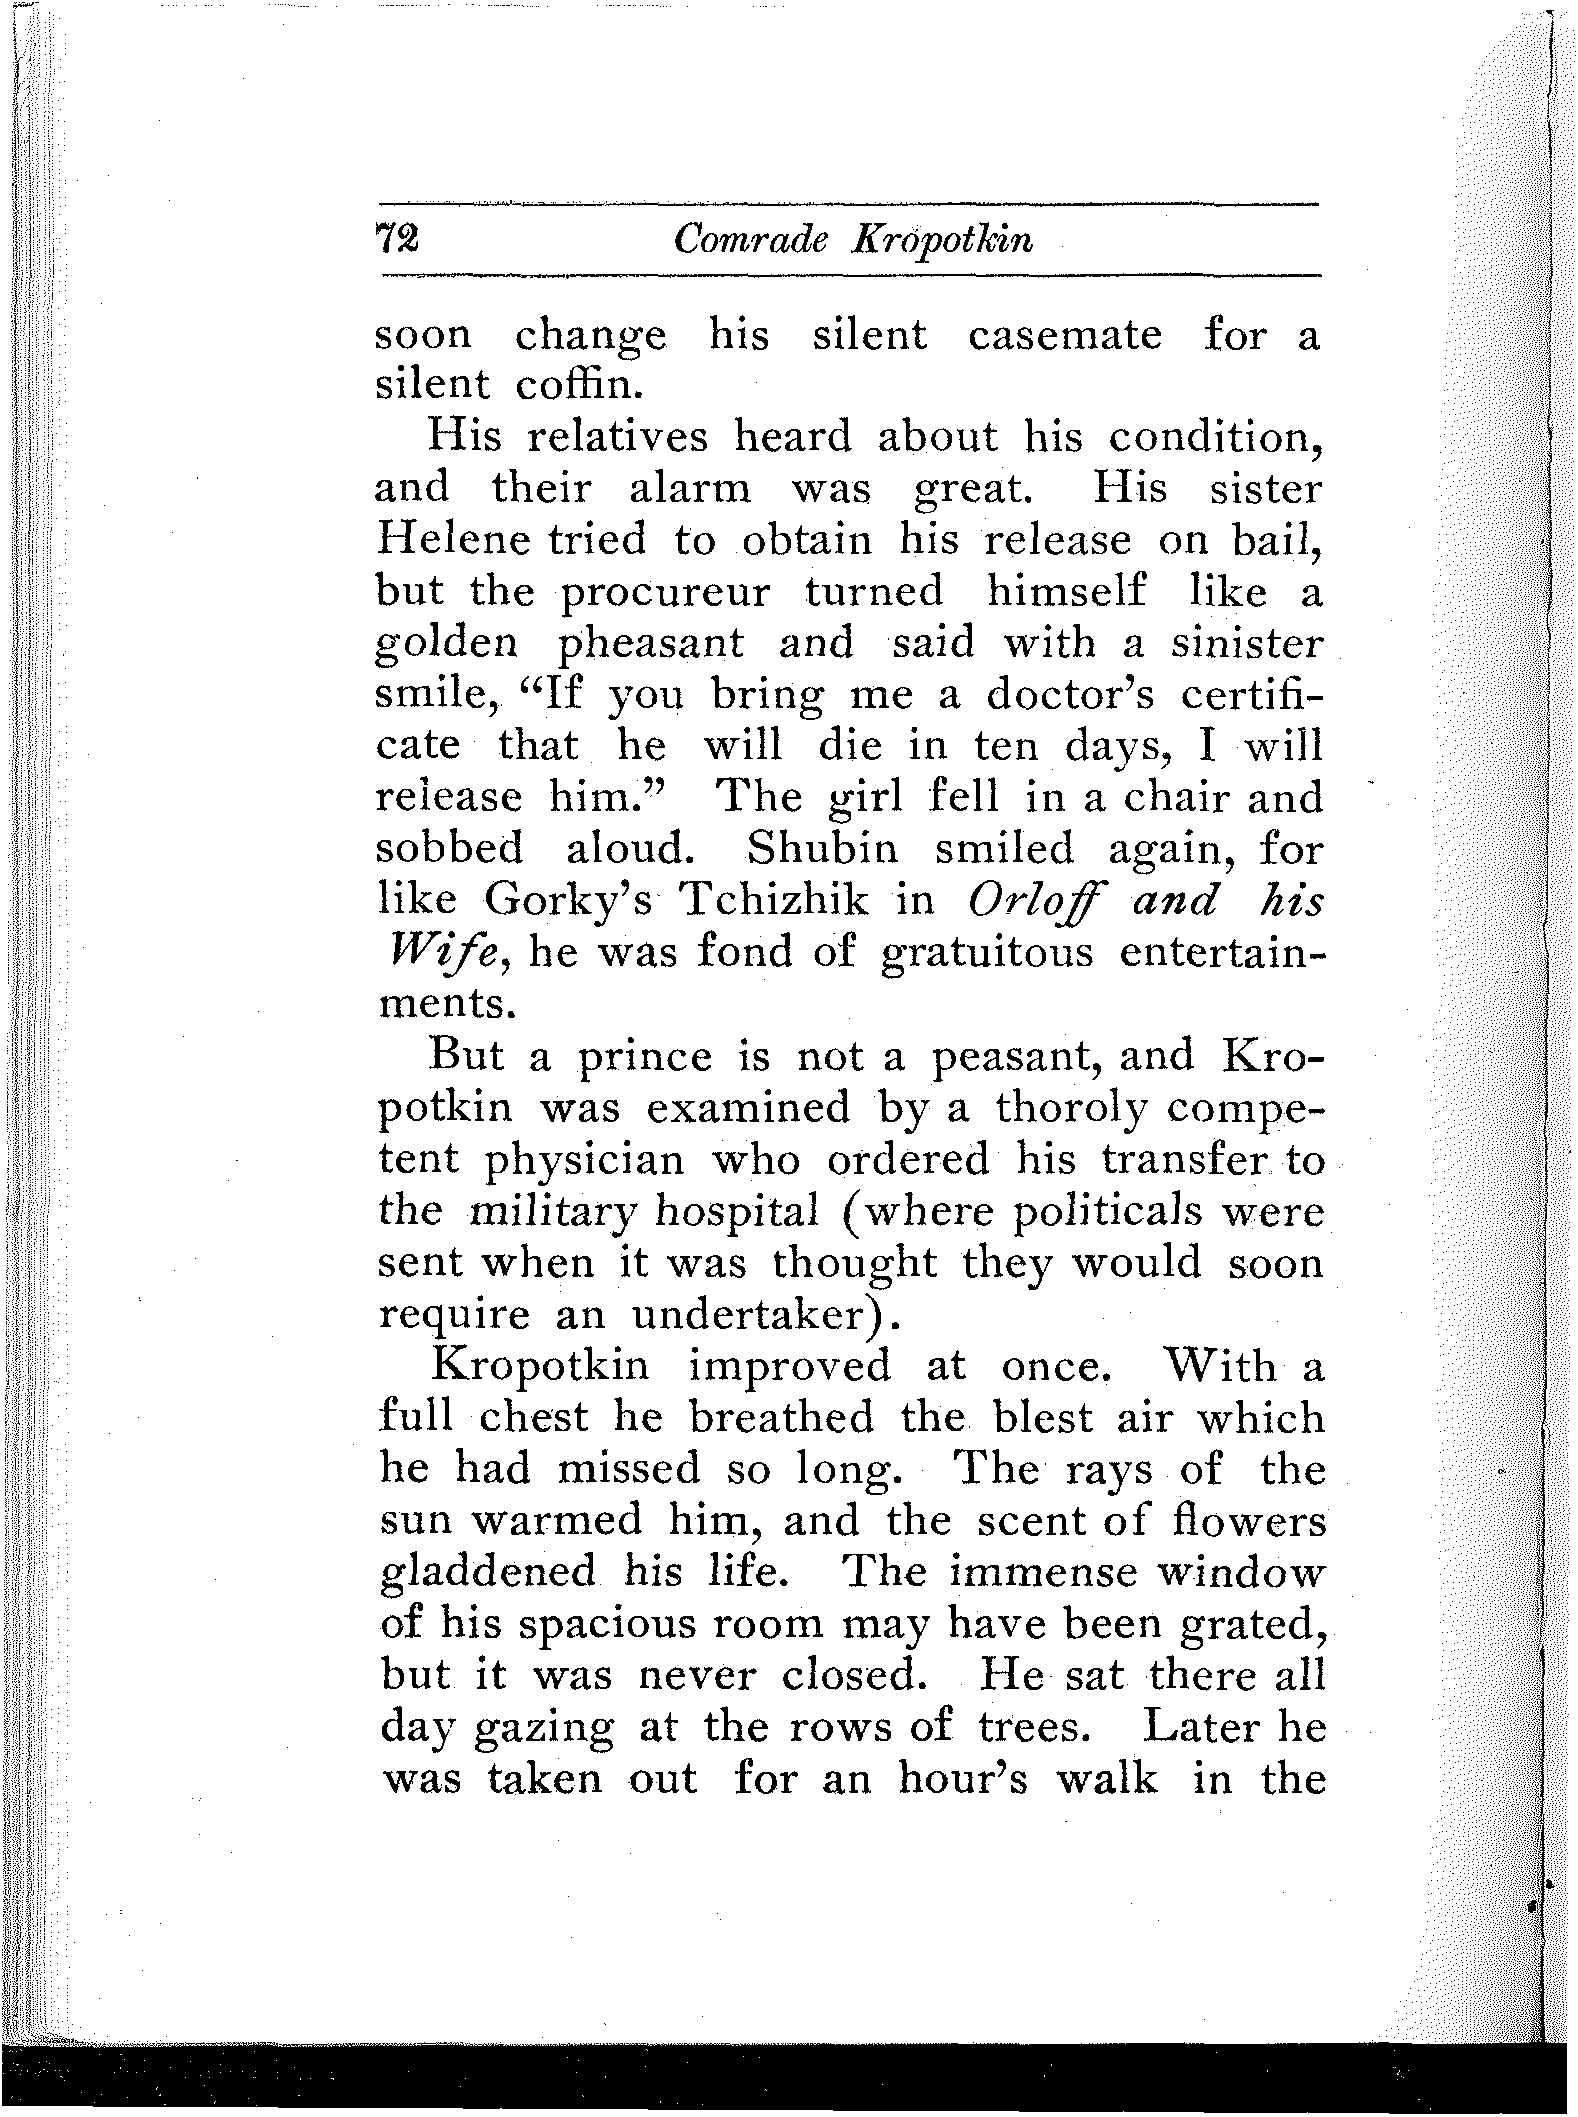 72 Comrade Kropotkin
soon change his silent casemate for a
silent coffin.
His relatives heard about his condition,
and their alarm was great. His sister
Helene tried to obtain his release on bail,
but the procureur turned himself like a
golden pheasant and said with a sinister
smile, “If you bring me a doctor’s certifi-
cate that he will die in ten days, I will
release him.” The girl fell in a chair and
sobbed aloud. Shubin smiled again, for
like Gorky’s Tchizhik in Orloff and his
Wife, he was fond of gratuitous entertain-
ments.
But a prince is not a peasant, and Kro-
potkin was examined by a thoroly compe-
tent physician who ordered his transfer to
the military hospital (where politicals were
sent when it was thought they would soon
require an undertaker).
Kropotkin improved at once. With a
full chest he breathed the blest air which
he had missed so long. The rays of the
sun warmed him, and the scent of flowers
gladdened his life. The immense window
of his spacious room may have been grated,
but it was never closed. He sat there all
day gazing at the rows of trees. Later he
was taken out for an hour’s walk in the